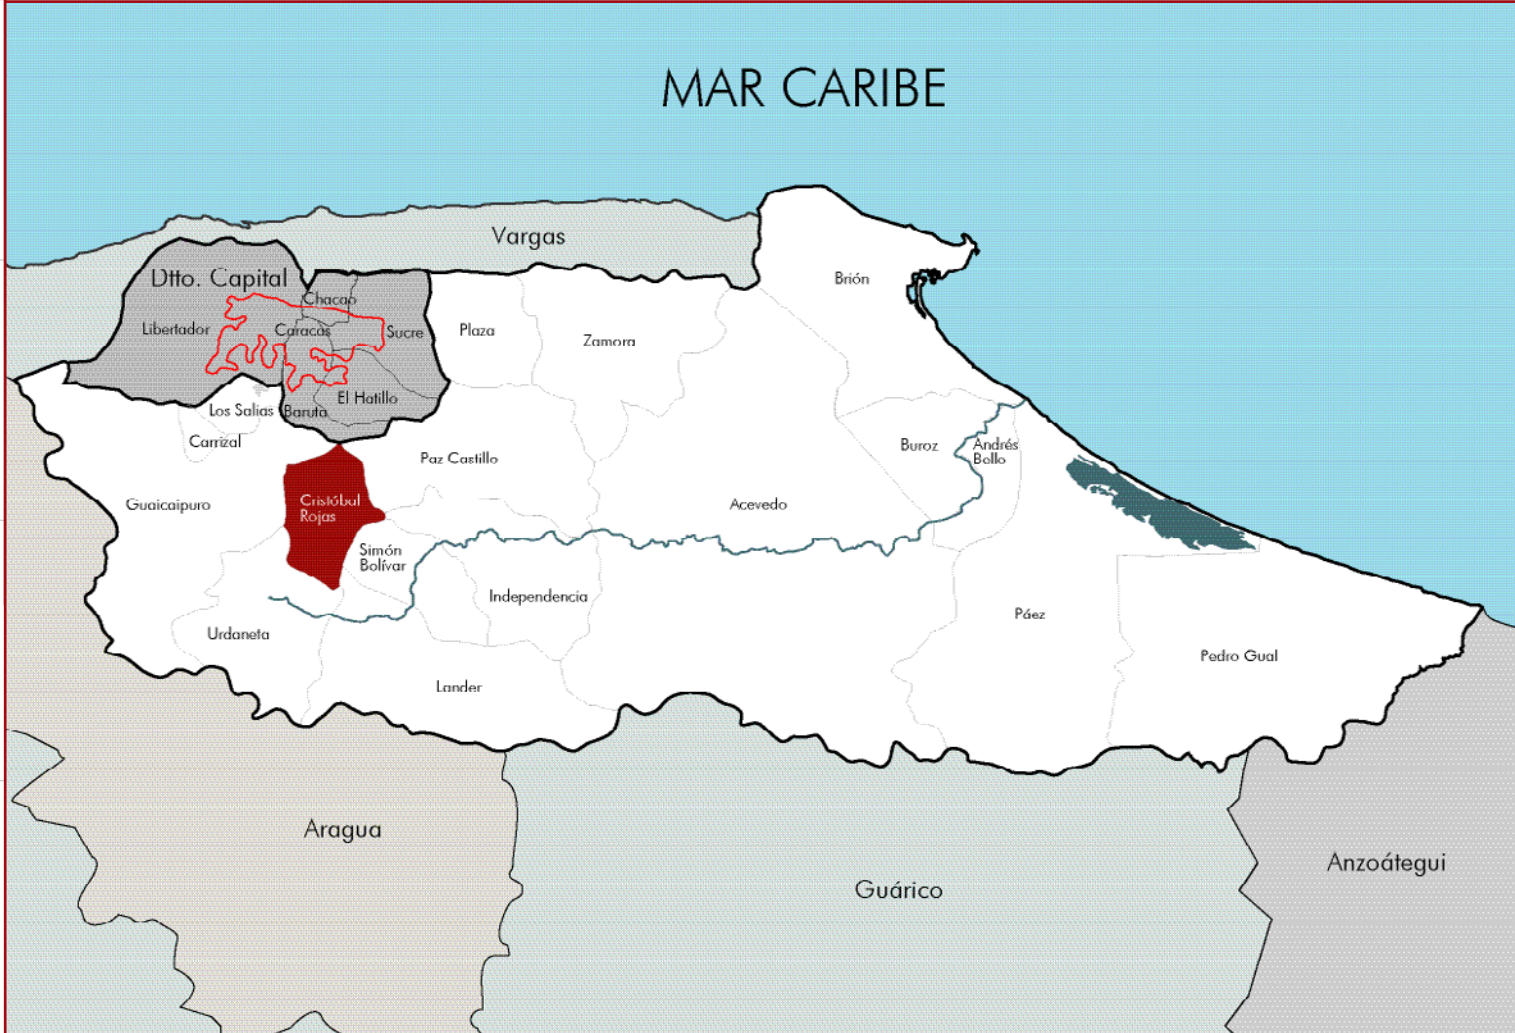 MAR CARIBE
Vargas
Dtto. Capital
Brión
Chacao
Libertador
Caracas
Sucre
Plaza
Zamora
El Hatillo
Los Salias
Baruta
Carrizal
Paz Castillo
Buroz
Andrés
Bello
Guaicaipuro
Cristóbal
Rojas
Acevedo
Simón
Bolívar
Independencia
Páez
Urdaneta
Pedro Gual
Lander
Aragua
Anzoátegui
Guárico